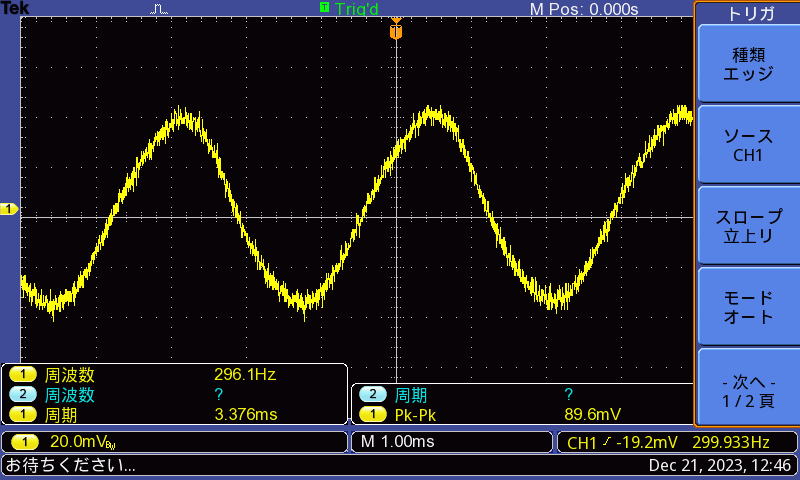 Tek
T Trig'd
M Pos: 0.000s
トリガ
T
種類
エッジ
ソース
CH1
スロープ
立上り
モード
オート
- 次へ -
1 / 2 頁
1
1 周波数 296.1Hz
2 周波数 ?
1 周期 3.376ms
2 周期 ?
1 Pk-Pk 89.6mV
1 20.0mV BW
M 1.00ms
CH1 -19.2mV 299.933Hz
お待ちください...
Dec 21, 2023, 12:46